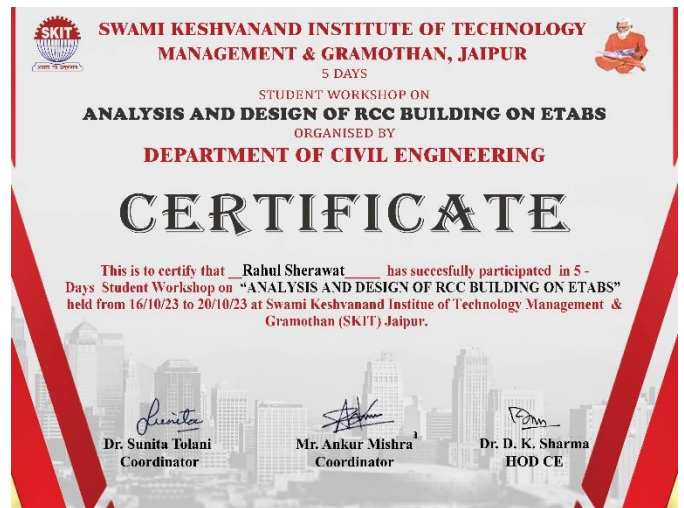 SKIT
SWAMI KESHVANAND INSTITUTE OF TECHNOLOGY
MANAGEMENT & GRAMOTHAN, JAIPUR
5 DAYS
STUDENT WORKSHOP ON
ANALYSIS AND DESIGN OF RCC BUILDING ON ETABS
ORGANISED BY
DEPARTMENT OF CIVIL ENGINEERING
CERTIFICATE
This is to certify that __Rahul Sherawat_____ has succesfully participated in 5 -
Days Student Workshop on "ANALYSIS AND DESIGN OF RCC BUILDING ON ETABS"
held from 16/10/23 to 20/10/23 at Swami Keshvanand Institue of Technology Management &
Gramothan (SKIT) Jaipur.
Sunita
Dr. Sunita Tolani
Coordinator
Mr. Ankur Mishra
Coordinator
Dr. D. K. Sharma
HOD CE